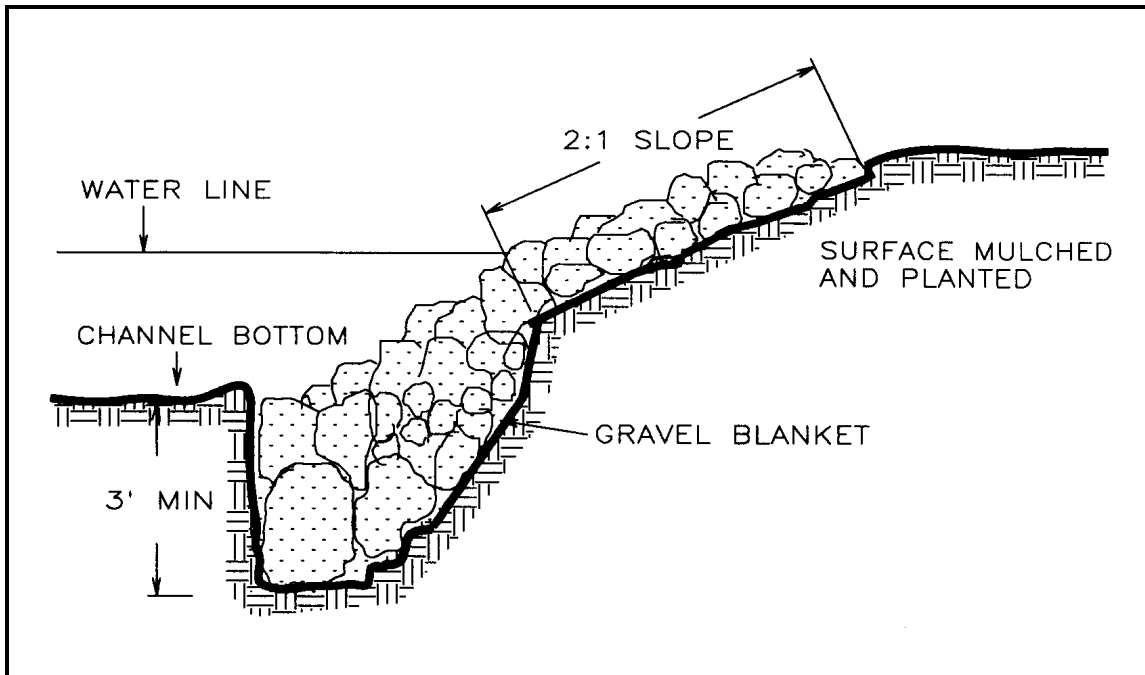 2:1 SLOPE
WATER LINE
SURFACE MULCHED
AND PLANTED
CHANNEL BOTTOM
GRAVEL BLANKET
3' MIN